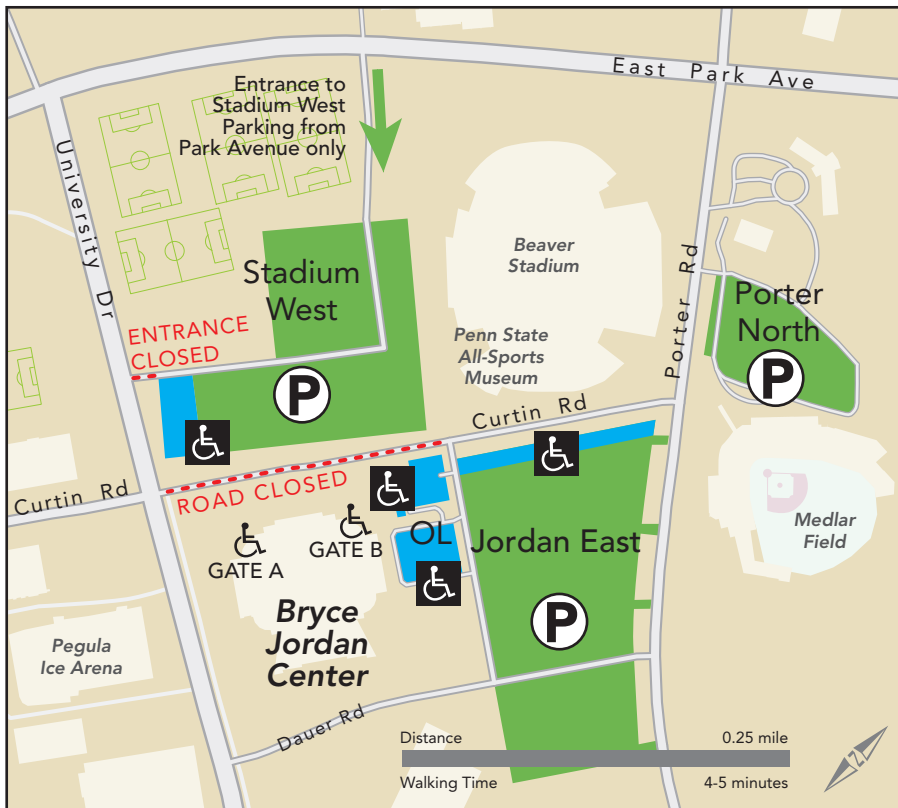 East Park Ave
Entrance to
Stadium West
Parking from
Park Avenue only
University Dr
Beaver
Stadium
Porter Rd
Stadium
West
Porter
North
P
ENTRANCE
CLOSED
Penn State
All-Sports
Museum
P
Curtin Rd
Curtin Rd
ROAD CLOSED
GATE A
GATE B
OL
Jordan East
P
Medlar
Field
Bryce
Jordan
Center
Pegula
Ice Arena
Dauer Rd
Distance 0.25 mile
Walking Time 4-5 minutes
N